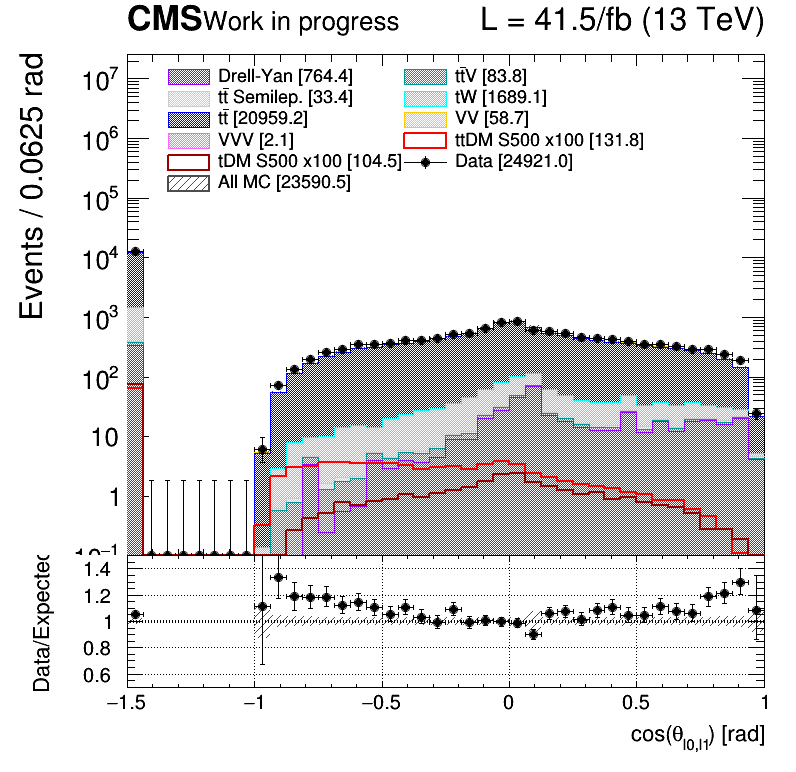 CMS Work in progress L = 41.5/fb (13 TeV)
Events / 0.0625 rad
Drell-Yan [764.4] tt̄V [83.8]
tt̄ Semilep. [33.4] tW [1689.1]
tt̄ [20959.2] VV [58.7]
VVV [2.1] ttDM S500 x100 [131.8]
tDM S500 x100 [104.5] Data [24921.0]
All MC [23590.5]
10⁷
10⁶
10⁵
10⁴
10³
10²
10
1
10⁻¹
Data/Expected
1.4
1.2
1
0.8
0.6
−1.5 −1 −0.5 0 0.5 1
cos(θ_l0,l1) [rad]